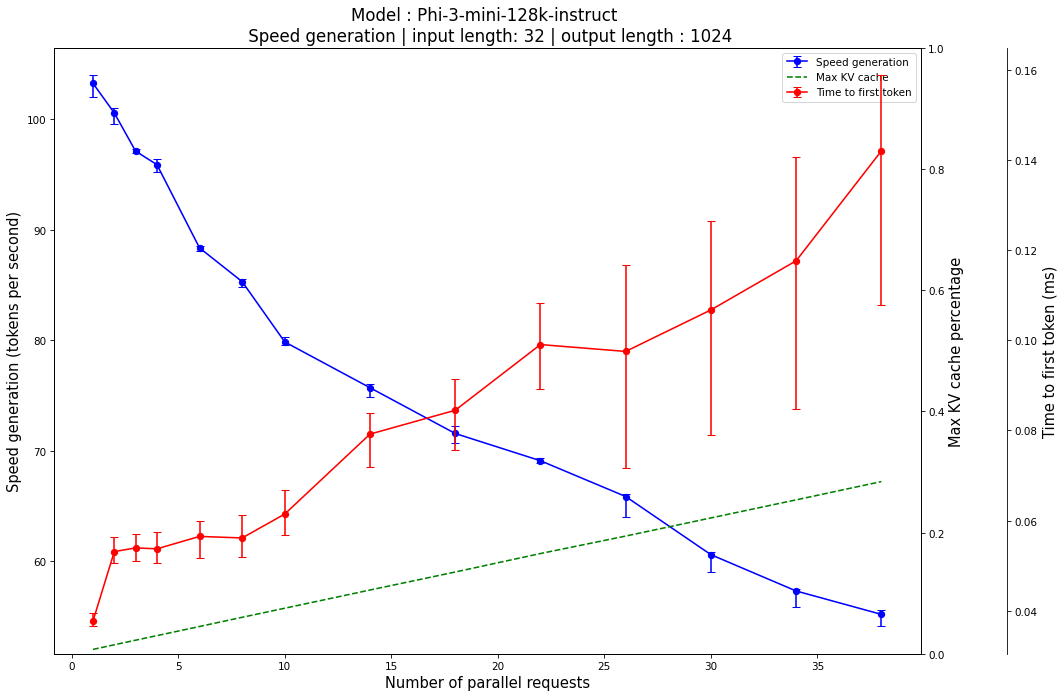 Model : Phi-3-mini-128k-instruct
Speed generation | input length: 32 | output length : 1024
Speed generation
Max KV cache
Time to first token
Speed generation (tokens per second)
100
90
80
70
60
0
5
10
15
20
25
30
35
Number of parallel requests
1.0
0.8
0.6
0.4
0.2
0.0
Max KV cache percentage
0.16
0.14
0.12
0.10
0.08
0.06
0.04
Time to first token (ms)